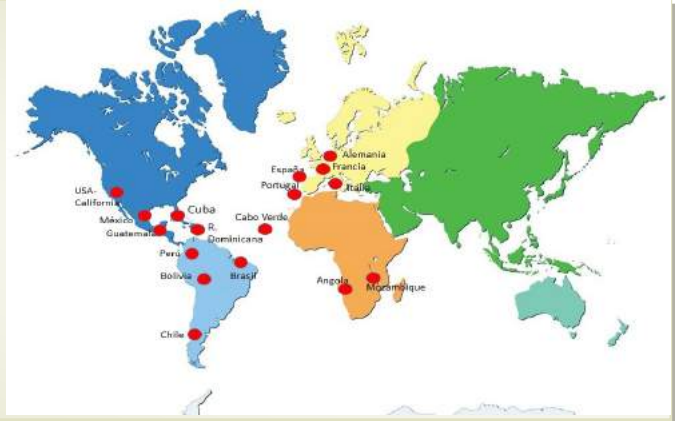 Alemania
Francia
España
Portugal
Italia
USA-
California
México
Cuba
Guatemala
R.
Dominicana
Cabo Verde
Perú
Bolivia
Brasil
Angola
Mozambique
Chile